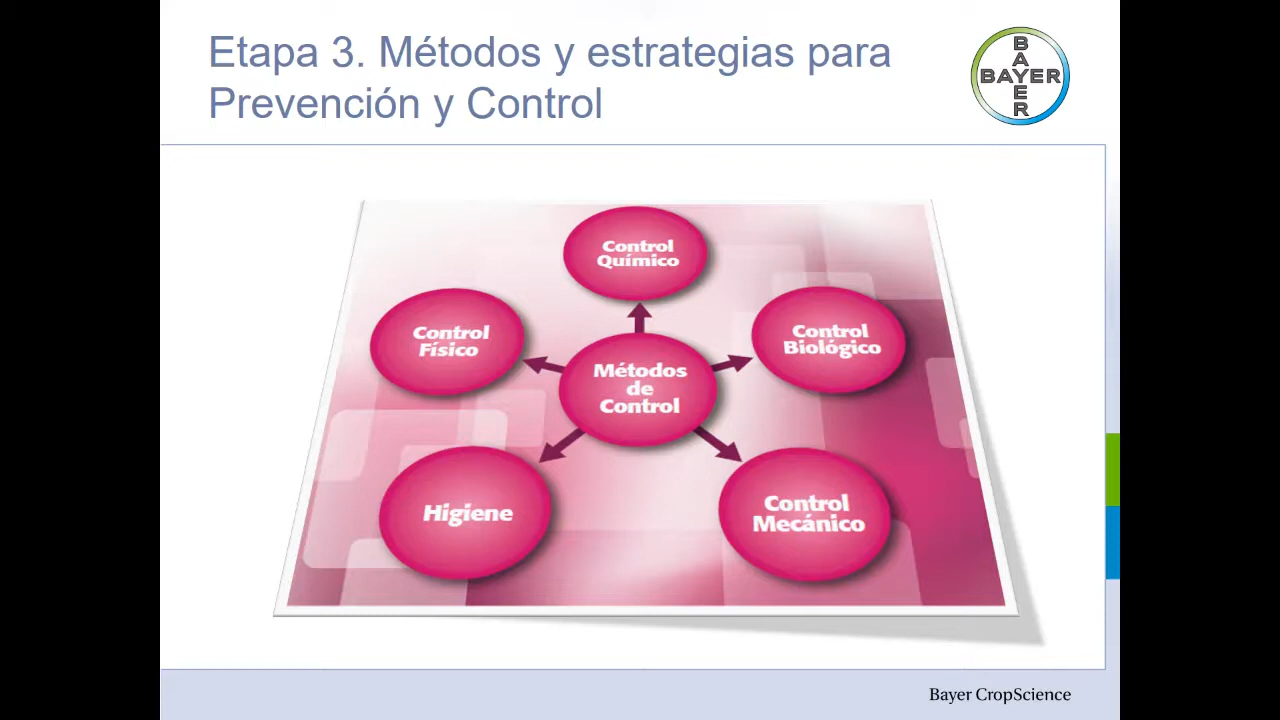 Etapa 3. Métodos y estrategias para
Prevención y Control
BAYER
BAYER
Control
Químico
Control
Físico
Control
Biológico
Métodos
de
Control
Higiene
Control
Mecánico
Bayer CropScience